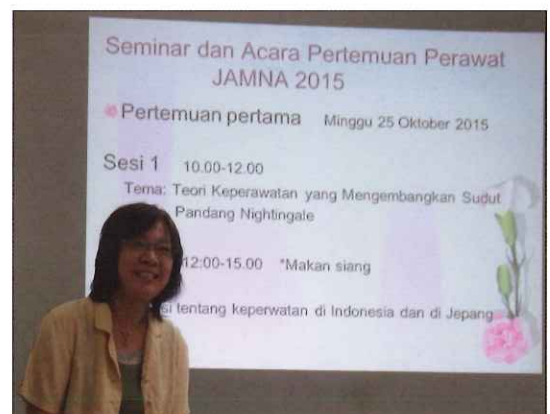 Seminar dan Acara Pertemuan Perawat
JAMNA 2015
Pertemuan pertama Minggu 25 Oktober 2015
Sesi 1 10.00-12.00
Tema: Teori Keperawatan yang Mengembangkan Sudut
Pandang Nightingale
12:00-15.00 *Makan siang
si tentang keperwatan di Indonesia dan di Jepang